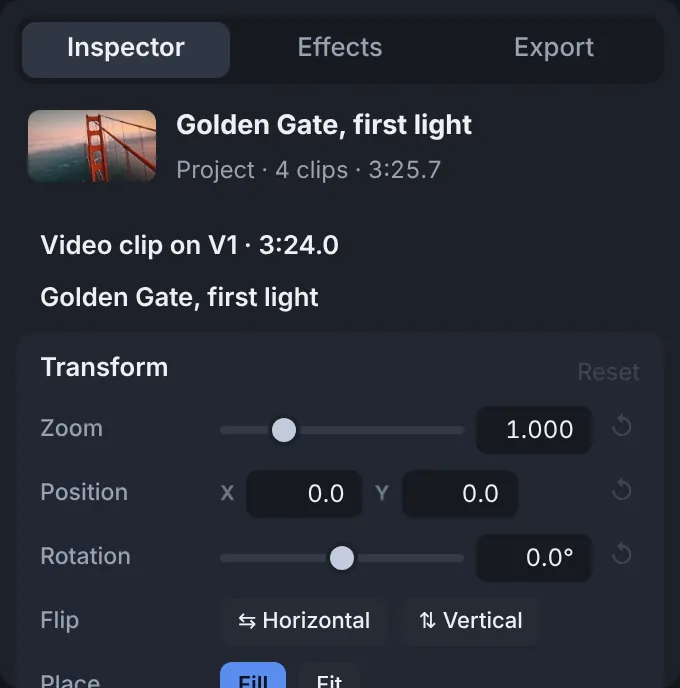 Inspector Effects Export
Golden Gate, first light
Project · 4 clips · 3:25.7
Video clip on V1 · 3:24.0
Golden Gate, first light
Transform Reset
Zoom 1.000
Position X 0.0 Y 0.0
Rotation 0.0°
Flip ⇆ Horizontal ⇅ Vertical
Place Fill Fit